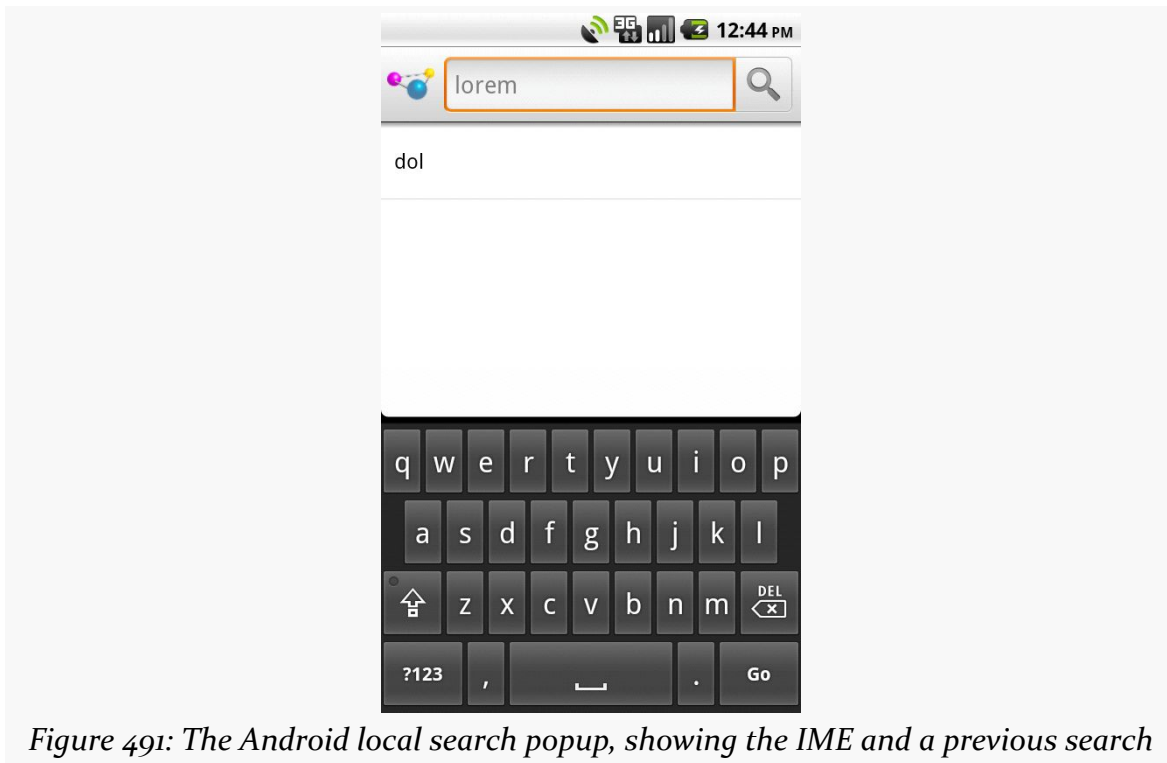 3G 12:44 PM
lorem
dol
q w e r t y u i o p
a s d f g h j k l
z x c v b n m DEL
?123 , . Go
Figure 491: The Android local search popup, showing the IME and a previous search